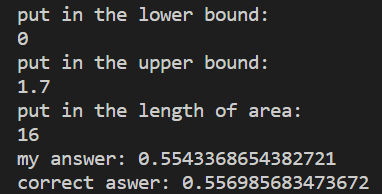 put in the lower bound:
0
put in the upper bound:
1.7
put in the length of area:
16
my answer: 0.5543368654382721
correct aswer: 0.556985683473672